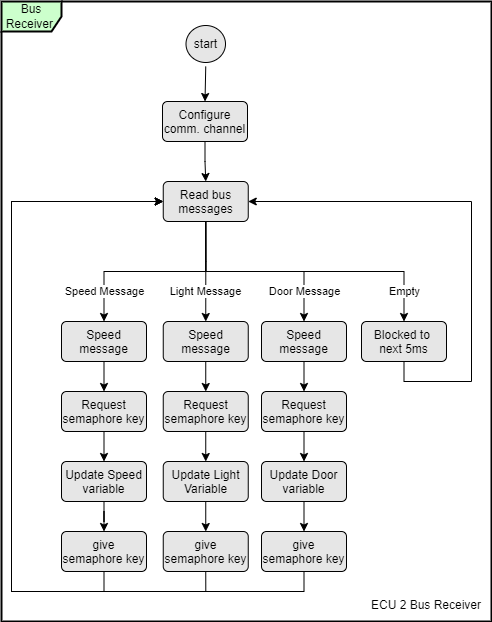 Bus
Receiver
start
Configure
comm. channel
Read bus
messages
Speed Message
Light Message
Door Message
Empty
Speed
message
Speed
message
Speed
message
Blocked to
next 5ms
Request
semaphore key
Request
semaphore key
Request
semaphore key
Update Speed
variable
Update Light
Variable
Update Door
variable
give
semaphore key
give
semaphore key
give
semaphore key
ECU 2 Bus Receiver